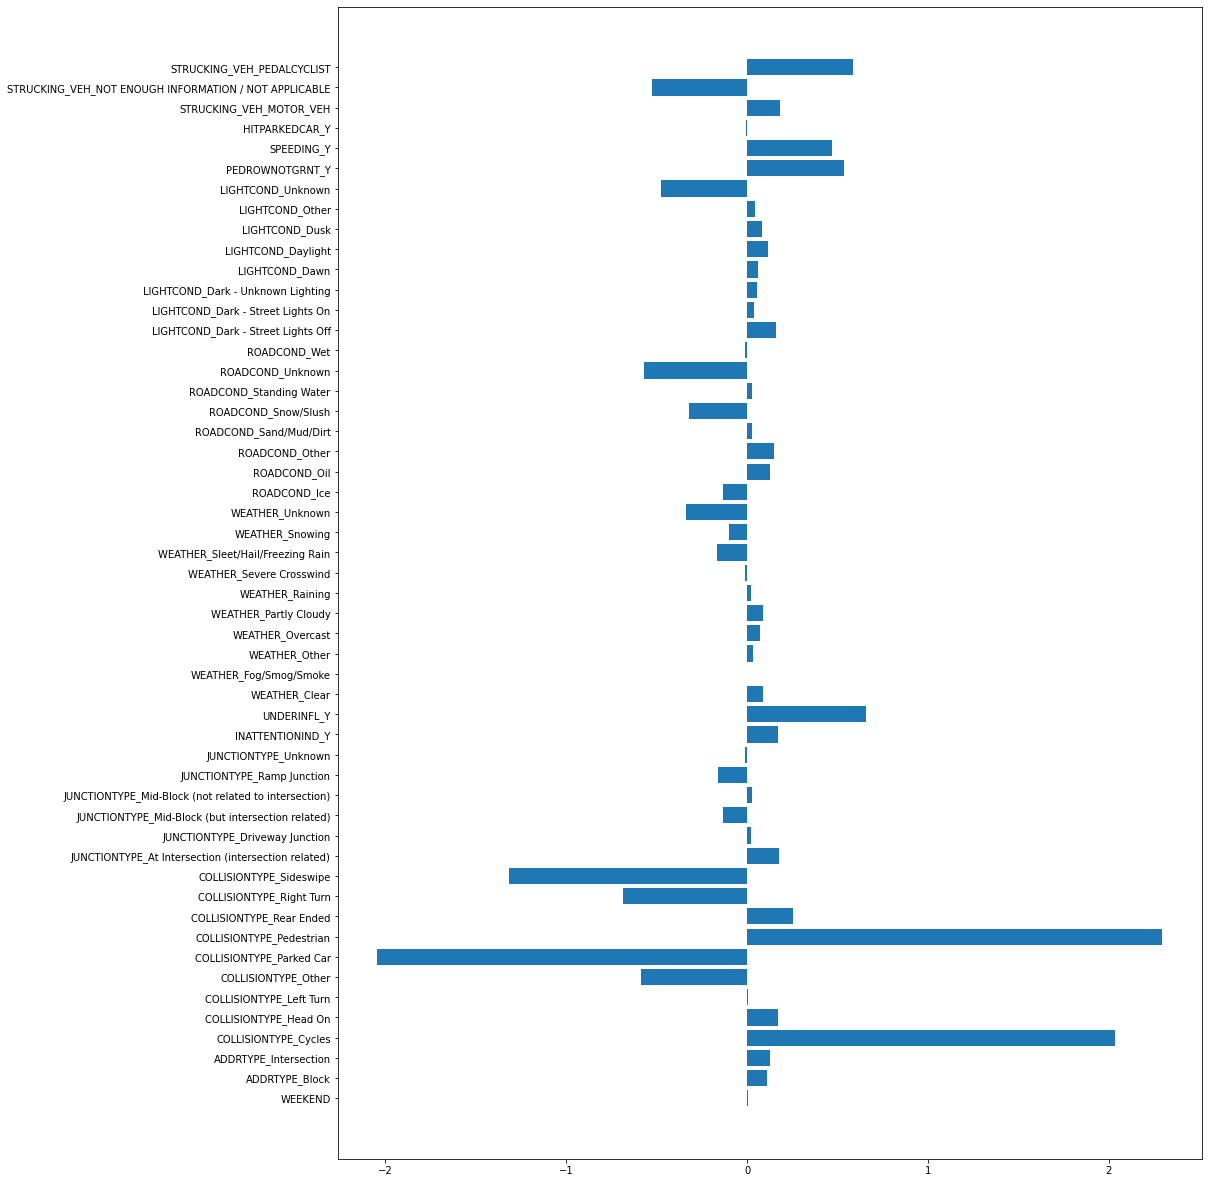 STRUCKING_VEH_PEDALCYCLIST
STRUCKING_VEH_NOT ENOUGH INFORMATION / NOT APPLICABLE
STRUCKING_VEH_MOTOR_VEH
HITPARKEDCAR_Y
SPEEDING_Y
PEDROWNOTGRNT_Y
LIGHTCOND_Unknown
LIGHTCOND_Other
LIGHTCOND_Dusk
LIGHTCOND_Daylight
LIGHTCOND_Dawn
LIGHTCOND_Dark - Unknown Lighting
LIGHTCOND_Dark - Street Lights On
LIGHTCOND_Dark - Street Lights Off
ROADCOND_Wet
ROADCOND_Unknown
ROADCOND_Standing Water
ROADCOND_Snow/Slush
ROADCOND_Sand/Mud/Dirt
ROADCOND_Other
ROADCOND_Oil
ROADCOND_Ice
WEATHER_Unknown
WEATHER_Snowing
WEATHER_Sleet/Hail/Freezing Rain
WEATHER_Severe Crosswind
WEATHER_Raining
WEATHER_Partly Cloudy
WEATHER_Overcast
WEATHER_Other
WEATHER_Fog/Smog/Smoke
WEATHER_Clear
UNDERINFL_Y
INATTENTIONIND_Y
JUNCTIONTYPE_Unknown
JUNCTIONTYPE_Ramp Junction
JUNCTIONTYPE_Mid-Block (not related to intersection)
JUNCTIONTYPE_Mid-Block (but intersection related)
JUNCTIONTYPE_Driveway Junction
JUNCTIONTYPE_At Intersection (intersection related)
COLLISIONTYPE_Sideswipe
COLLISIONTYPE_Right Turn
COLLISIONTYPE_Rear Ended
COLLISIONTYPE_Pedestrian
COLLISIONTYPE_Parked Car
COLLISIONTYPE_Other
COLLISIONTYPE_Left Turn
COLLISIONTYPE_Head On
COLLISIONTYPE_Cycles
ADDRTYPE_Intersection
ADDRTYPE_Block
WEEKEND
−2 −1 0 1 2